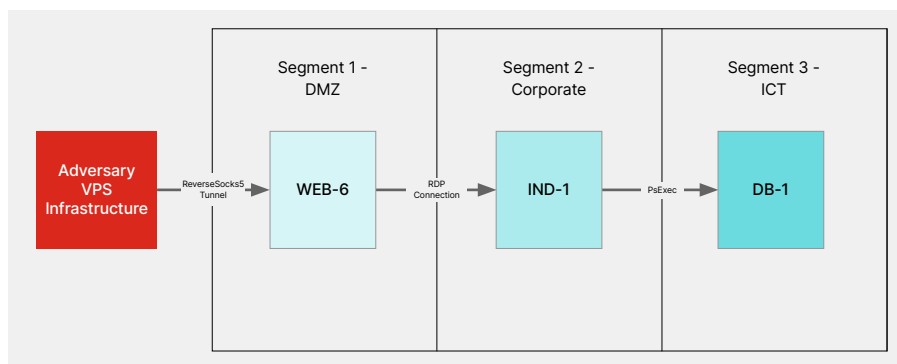 Segment 1 -
DMZ
Segment 2 -
Corporate
Segment 3 -
ICT
Adversary
VPS
Infrastructure
ReverseSocks5
Tunnel
WEB-6
RDP
Connection
IND-1
PsExec
DB-1